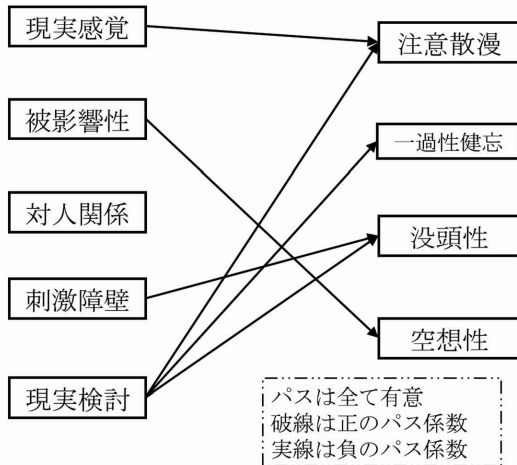 現実感覚
被影響性
対人関係
刺激障壁
現実検討
注意散漫
一過性健忘
没頭性
空想性
パスは全て有意
破線は正のパス係数
実線は負のパス係数